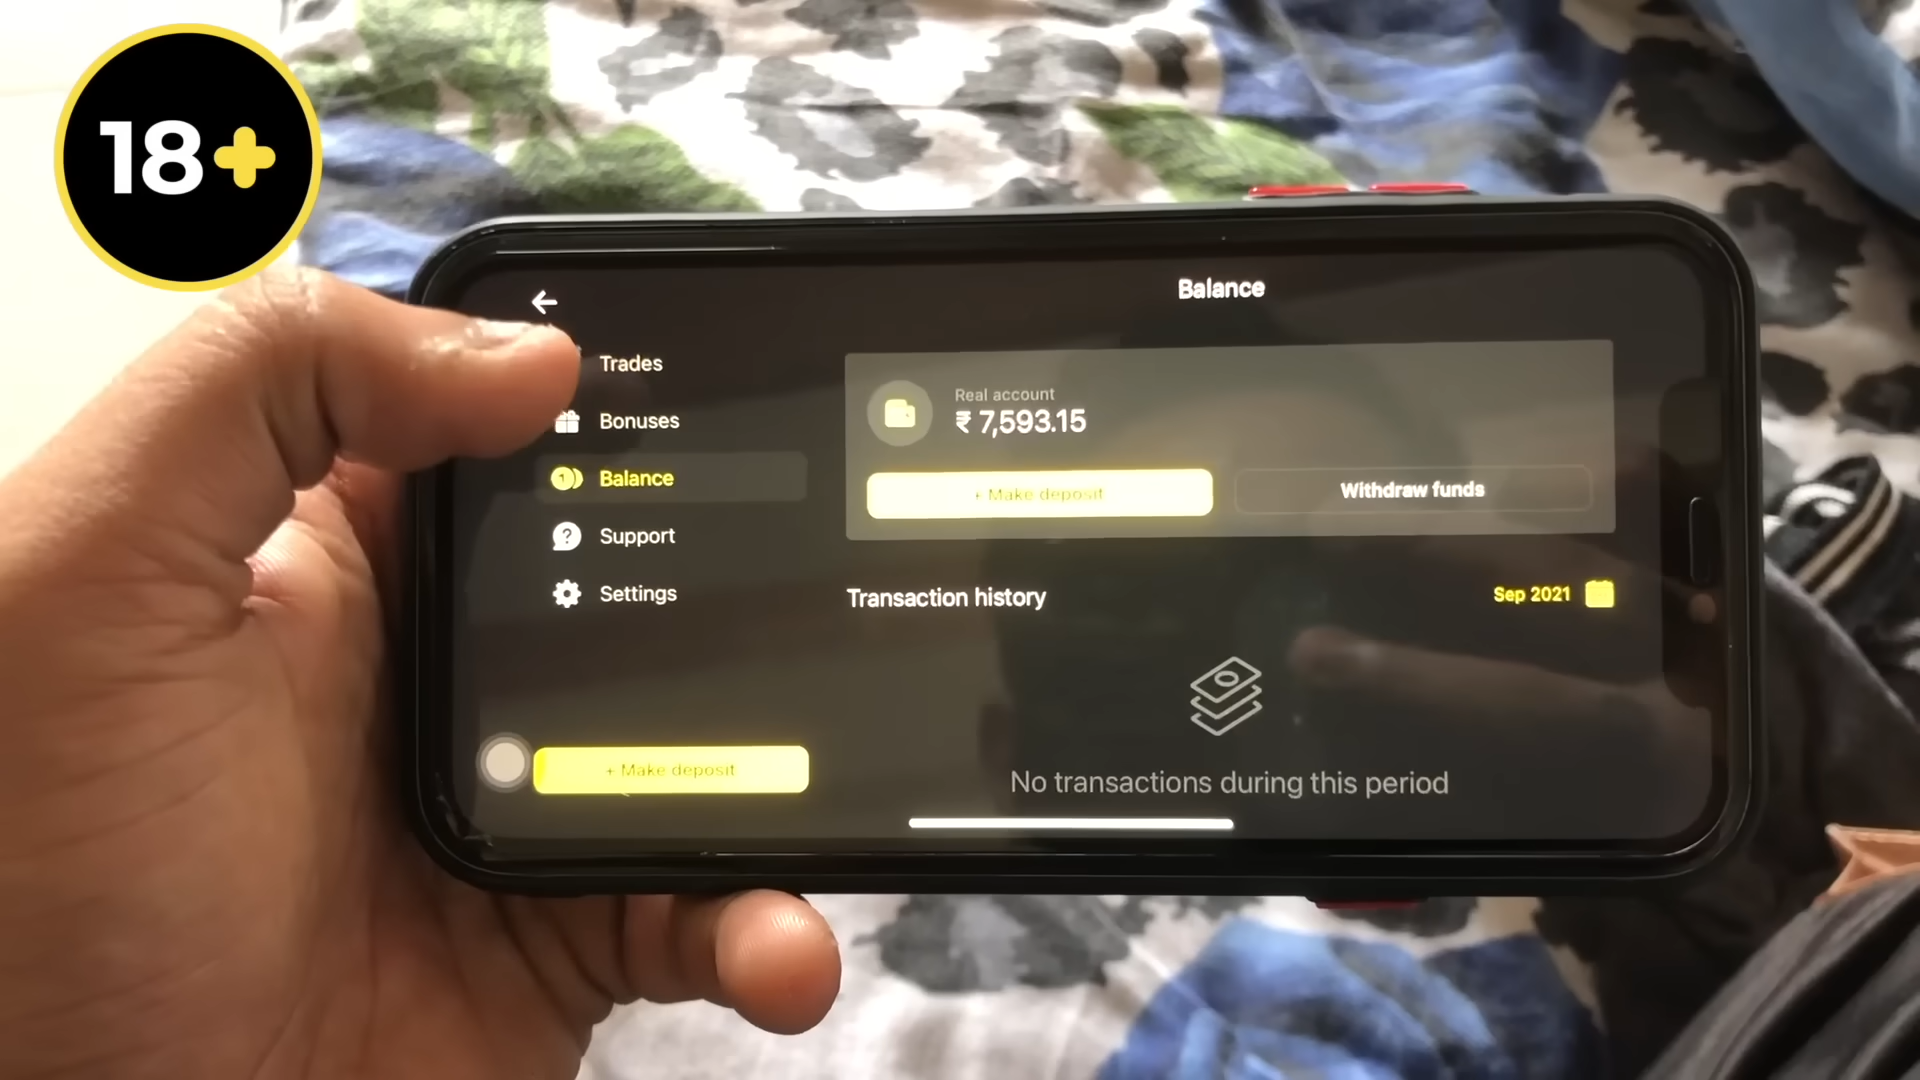 18+
Balance
Trades
Bonuses
Balance
Support
Settings
+ Make deposit
Real account
₹ 7,593.15
+ Make deposit
Withdraw funds
Transaction history
Sep 2021
No transactions during this period